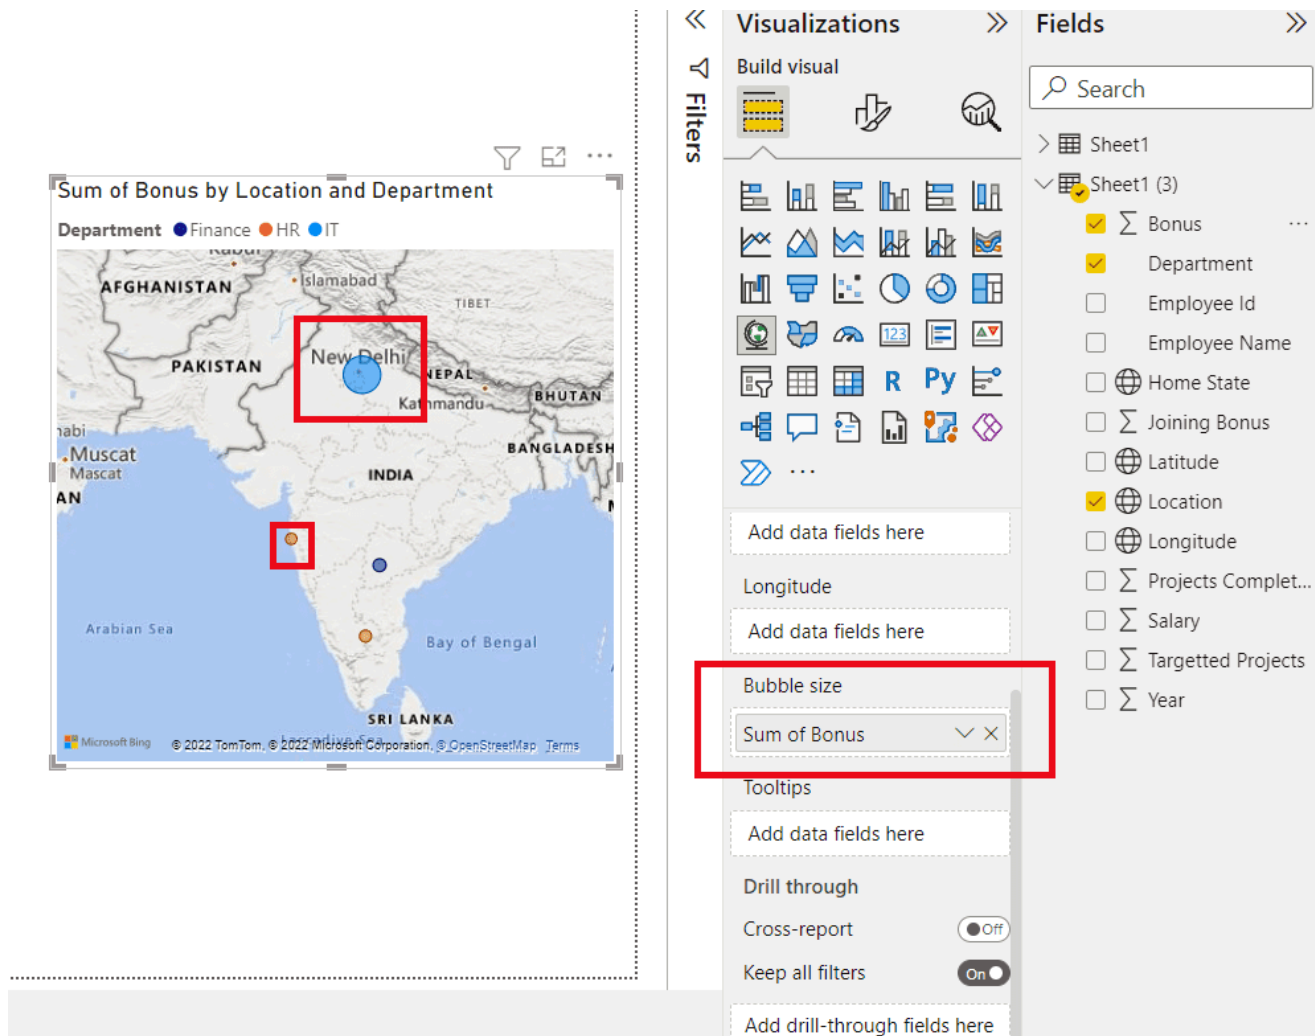 Sum of Bonus by Location and Department
Department Finance HR IT
Kabul
AFGHANISTAN
Islamabad
TIBET
New Delhi
PAKISTAN
NEPAL
Kathmandu
BHUTAN
Muscat
Mascat
BANGLADESH
INDIA
AN
Arabian Sea
Bay of Bengal
SRI LANKA
Laccadive Sea
Microsoft Bing
© 2022 TomTom, © 2022 Microsoft Corporation, © OpenStreetMap Terms
Filters
Visualizations
Build visual
123
R
Py
...
Add data fields here
Longitude
Add data fields here
Bubble size
Sum of Bonus
Tooltips
Add data fields here
Drill through
Cross-report
Off
Keep all filters
On
Add drill-through fields here
Fields
Search
Sheet1
Sheet1 (3)
Σ Bonus ...
Department
Employee Id
Employee Name
Home State
Σ Joining Bonus
Latitude
Location
Longitude
Σ Projects Complet...
Σ Salary
Σ Targetted Projects
Σ Year